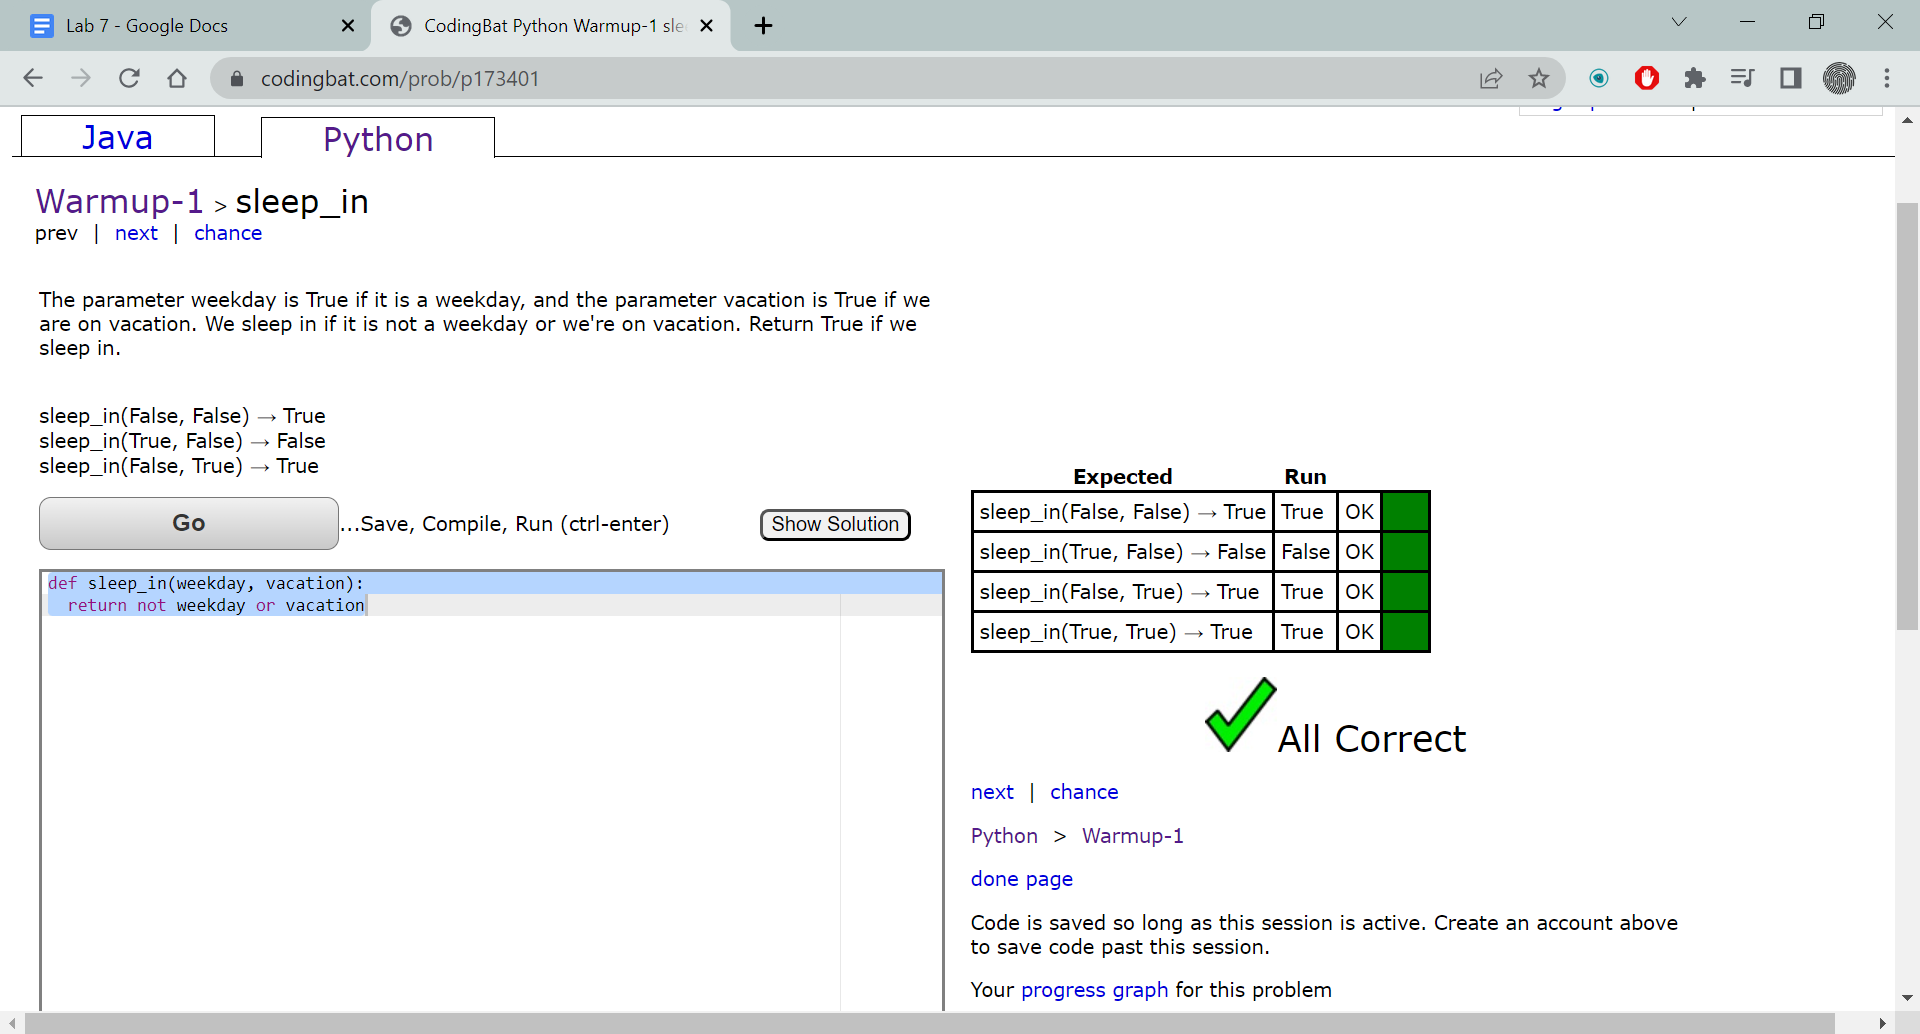 Lab 7 - Google Docs
CodingBat Python Warmup-1 sle
codingbat.com/prob/p173401
Java
Python
Warmup-1 > sleep_in
prev | next | chance
The parameter weekday is True if it is a weekday, and the parameter vacation is True if we
are on vacation. We sleep in if it is not a weekday or we're on vacation. Return True if we
sleep in.
sleep_in(False, False) → True
sleep_in(True, False) → False
sleep_in(False, True) → True
Go
...Save, Compile, Run (ctrl-enter)
Show Solution
def sleep_in(weekday, vacation):
return not weekday or vacation
Expected Run
sleep_in(False, False) → True True OK
sleep_in(True, False) → False False OK
sleep_in(False, True) → True True OK
sleep_in(True, True) → True True OK
All Correct
next | chance
Python > Warmup-1
done page
Code is saved so long as this session is active. Create an account above
to save code past this session.
Your progress graph for this problem